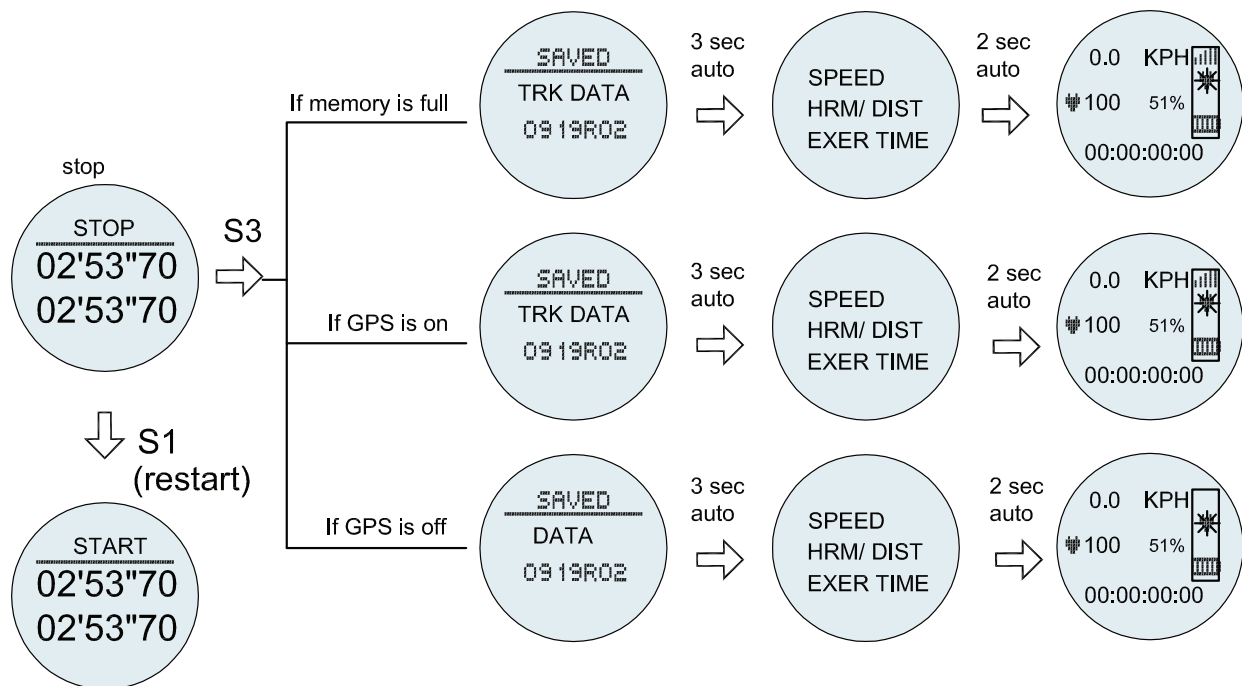 stop
STOP
02'53"70
02'53"70
S3
S1
(restart)
START
02'53"70
02'53"70
If memory is full
SAVED
TRK DATA
0919R02
3 sec
auto
SPEED
HRM/ DIST
EXER TIME
2 sec
auto
0.0 KPH
100 51%
00:00:00:00
If GPS is on
SAVED
TRK DATA
0919R02
3 sec
auto
SPEED
HRM/ DIST
EXER TIME
2 sec
auto
0.0 KPH
100 51%
00:00:00:00
If GPS is off
SAVED
DATA
0919R02
3 sec
auto
SPEED
HRM/ DIST
EXER TIME
2 sec
auto
0.0 KPH
100 51%
00:00:00:00